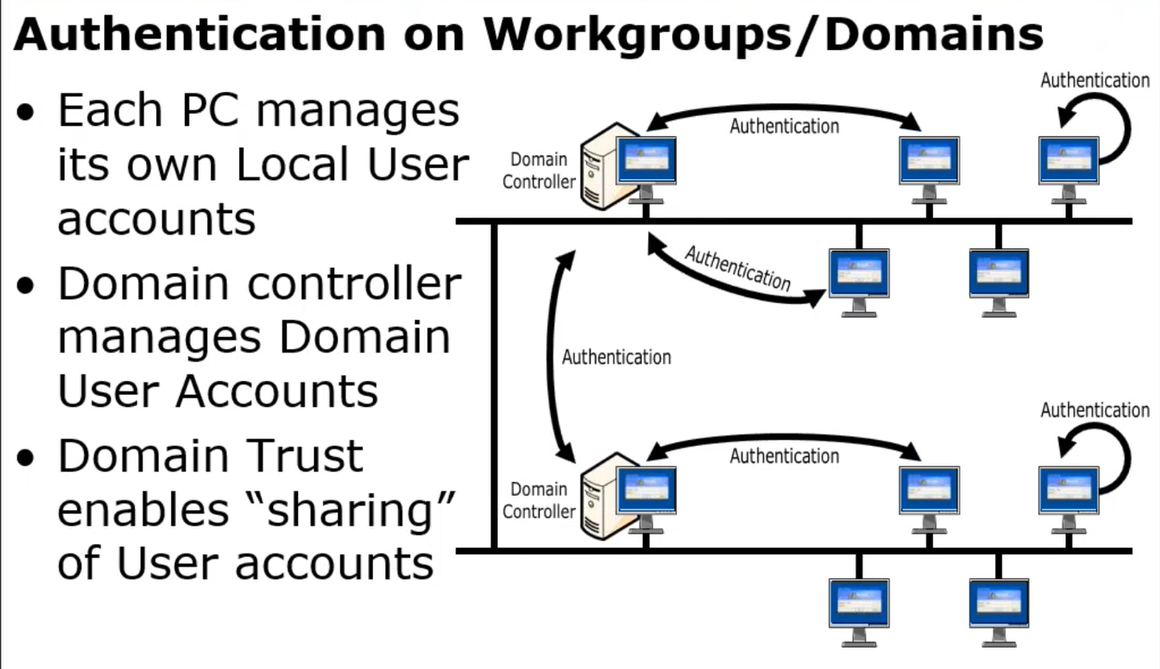 Authentication on Workgroups/Domains
• Each PC manages
its own Local User
accounts
• Domain controller
manages Domain
User Accounts
• Domain Trust
enables “sharing”
of User accounts
Authentication
Authentication
Domain
Controller
Authentication
Authentication
Authentication
Authentication
Domain
Controller